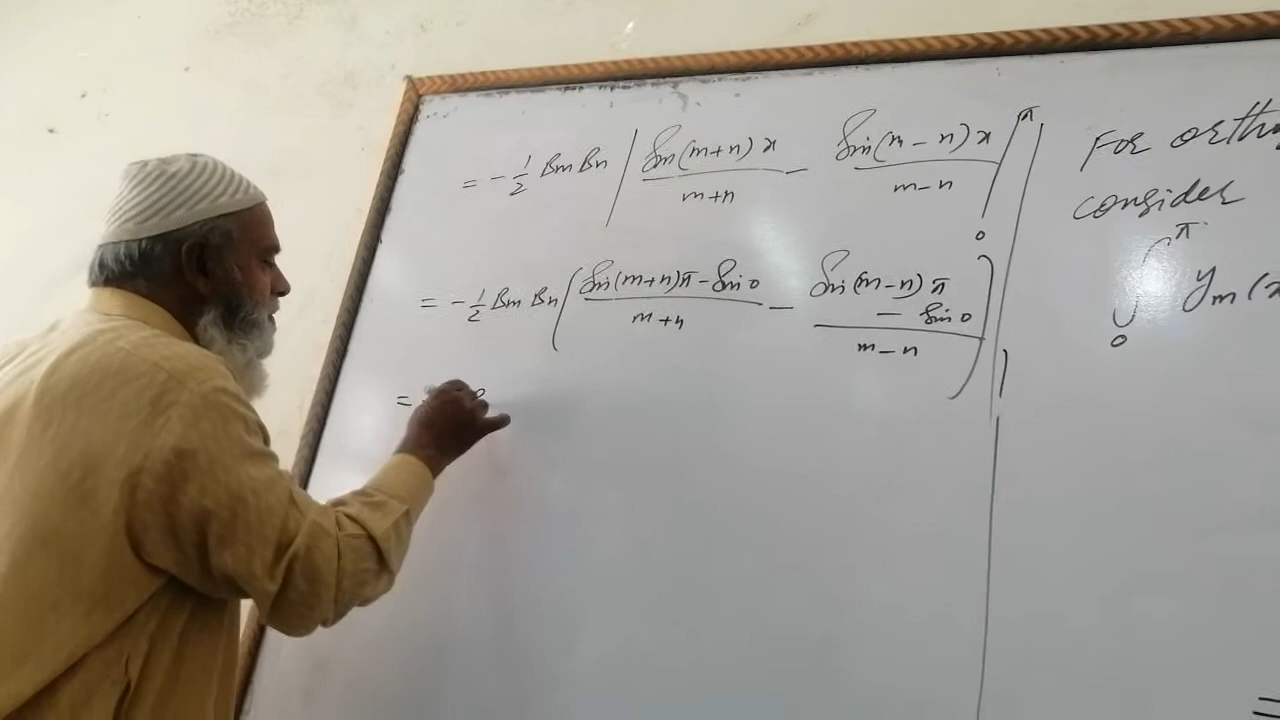 = - 1/2 Bm Bn | Sin(m+n)x / m+n - Sin(m-n)x / m-n |₀^π
= - 1/2 Bm Bn ( Sin(m+n)π - Sin 0 / m+n - Sin(m-n)π - Sin 0 / m-n )
=
For
consider
∫₀^π ym(x
=